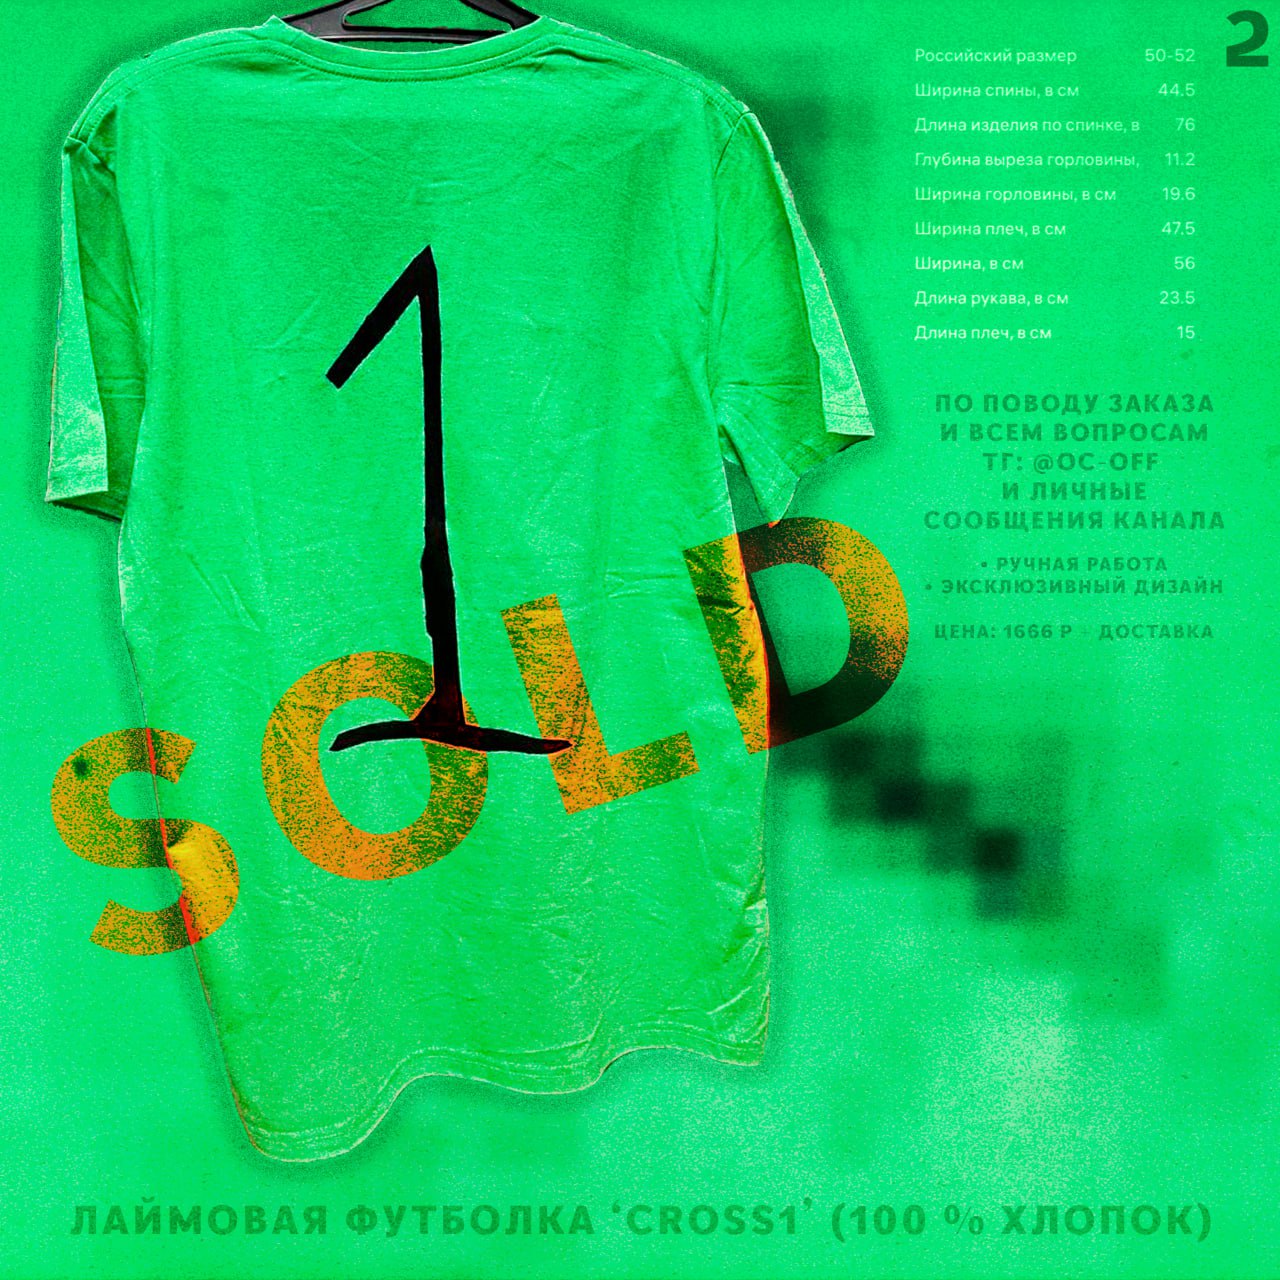 2
Российский размер 50-52
Ширина спины, в см 44.5
Длина изделия по спинке, в 76
Глубина выреза горловины, 11.2
Ширина горловины, в см 19.6
Ширина плеч, в см 47.5
Ширина, в см 56
Длина рукава, в см 23.5
Длина плеч, в см 15
1
ПО ПОВОДУ ЗАКАЗА
И ВСЕМ ВОПРОСАМ
ТГ: @OC-OFF
И ЛИЧНЫЕ
СООБЩЕНИЯ КАНАЛА
• РУЧНАЯ РАБОТА
• ЭКСКЛЮЗИВНЫЙ ДИЗАЙН
ЦЕНА: 1666 Р + ДОСТАВКА
SOLD
ЛАЙМОВАЯ ФУТБОЛКА ‘CROSS1’ (100 % ХЛОПОК)